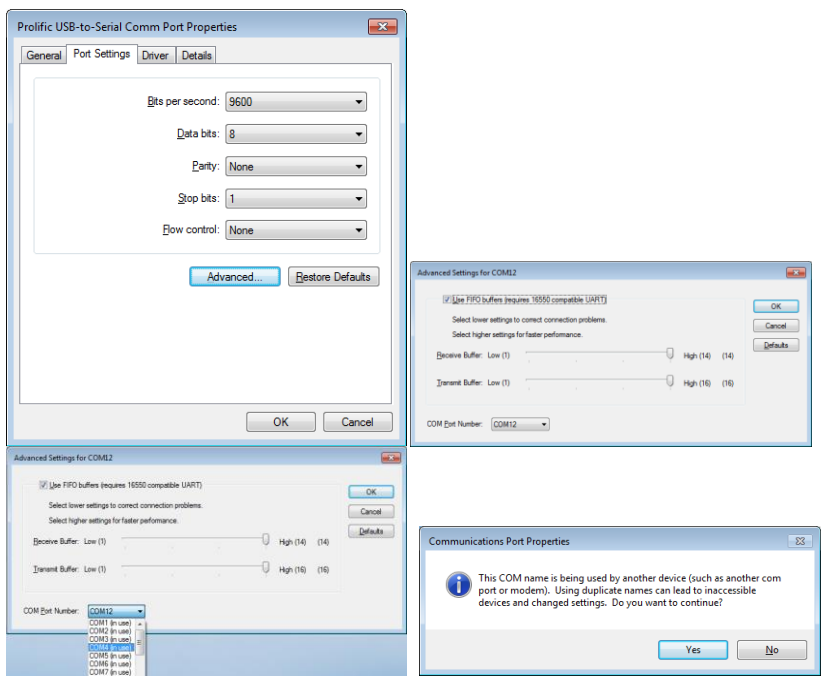 Prolific USB-to-Serial Comm Port Properties
General Port Settings Driver Details
Bits per second: 9600
Data bits: 8
Parity: None
Stop bits: 1
Flow control: None
Advanced... Restore Defaults
OK Cancel
Advanced Settings for COM12
Use FIFO buffers (requires 16550 compatible UART)
OK
Select lower settings to correct connection problems.
Cancel
Select higher settings for faster performance.
Defaults
Receive Buffer: Low (1) High (14) (14)
Transmit Buffer: Low (1) High (16) (16)
COM Port Number: COM12
Advanced Settings for COM12
Use FIFO buffers (requires 16550 compatible UART)
OK
Select lower settings to correct connection problems.
Cancel
Select higher settings for faster performance.
Defaults
Receive Buffer: Low (1) High (14) (14)
Transmit Buffer: Low (1) High (16) (16)
COM Port Number: COM12
COM1 (in use)
COM2 (in use)
COM3 (in use)
COM4 (in use)
COM5 (in use)
COM6 (in use)
COM7 (in use)
Communications Port Properties
This COM name is being used by another device (such as another com
port or modem). Using duplicate names can lead to inaccessible
devices and changed settings. Do you want to continue?
Yes No